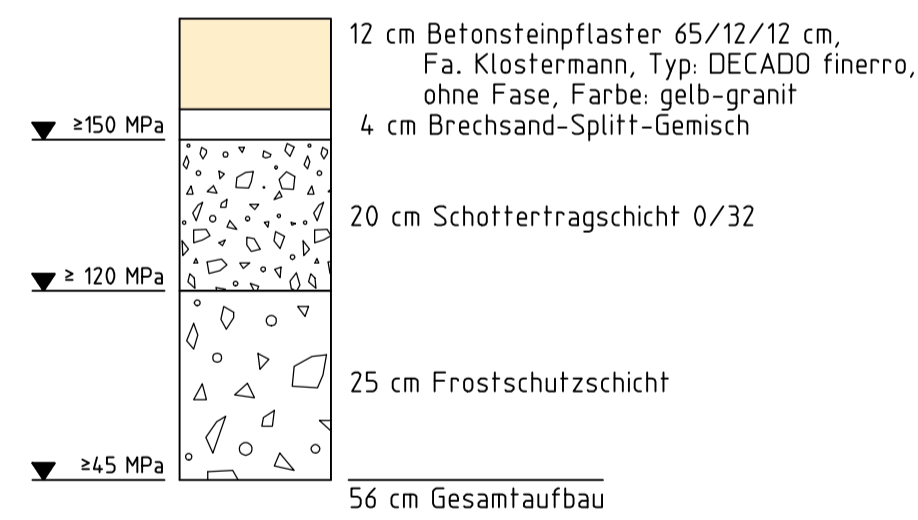 12 cm Betonsteinpflaster 65/12/12 cm,
Fa. Klostermann, Typ: DECADO finerro,
ohne Fase, Farbe: gelb-granit
≥150 MPa
4 cm Brechsand-Splitt-Gemisch
20 cm Schottertragschicht 0/32
≥ 120 MPa
25 cm Frostschutzschicht
≥45 MPa
56 cm Gesamtaufbau